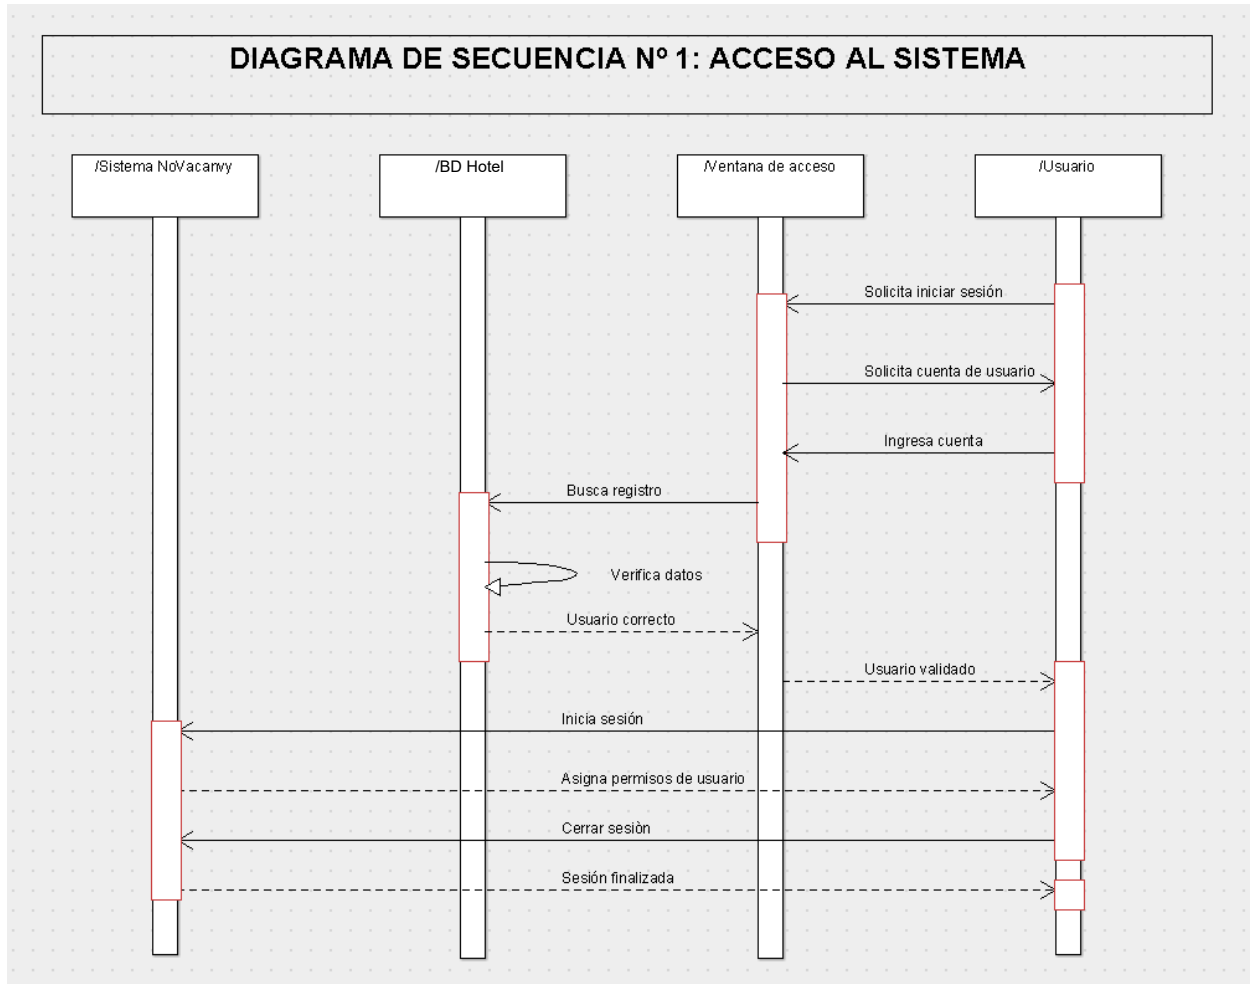 DIAGRAMA DE SECUENCIA Nº 1: ACCESO AL SISTEMA
/Sistema NoVacanvy
/BD Hotel
/Ventana de acceso
/Usuario
Solicita iniciar sesión
Solicita cuenta de usuario
Ingresa cuenta
Busca registro
Verifica datos
Usuario correcto
Usuario validado
Inicia sesión
Asigna permisos de usuario
Cerrar sesiòn
Sesión finalizada